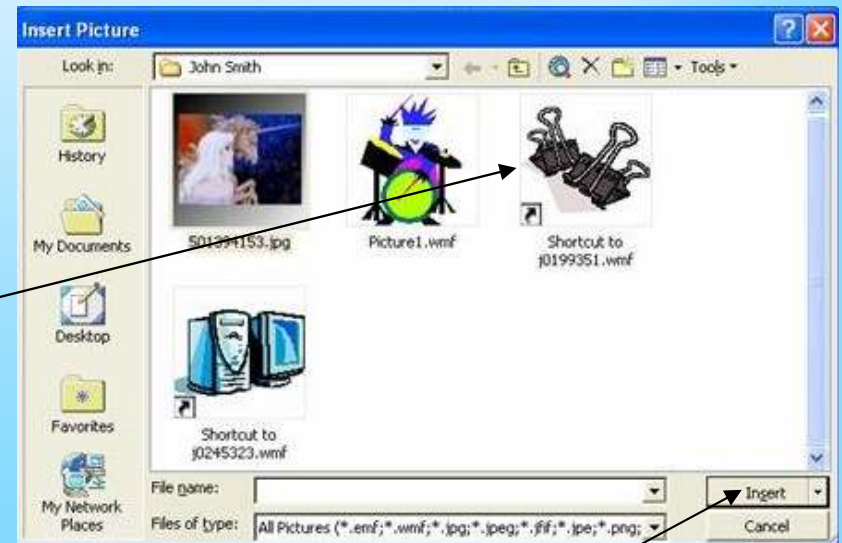 Insert Picture
Look in:
John Smith
Tools
History
My Documents
Desktop
Favorites
My Network
Places
501394153.jpg
Picture1.wmf
Shortcut to
j0199351.wmf
Shortcut to
j0245323.wmf
File name:
Insert
Files of type:
All Pictures (*.emf;*.wmf;*.jpg;*.jpeg;*.jfif;*.jpe;*.png;
Cancel